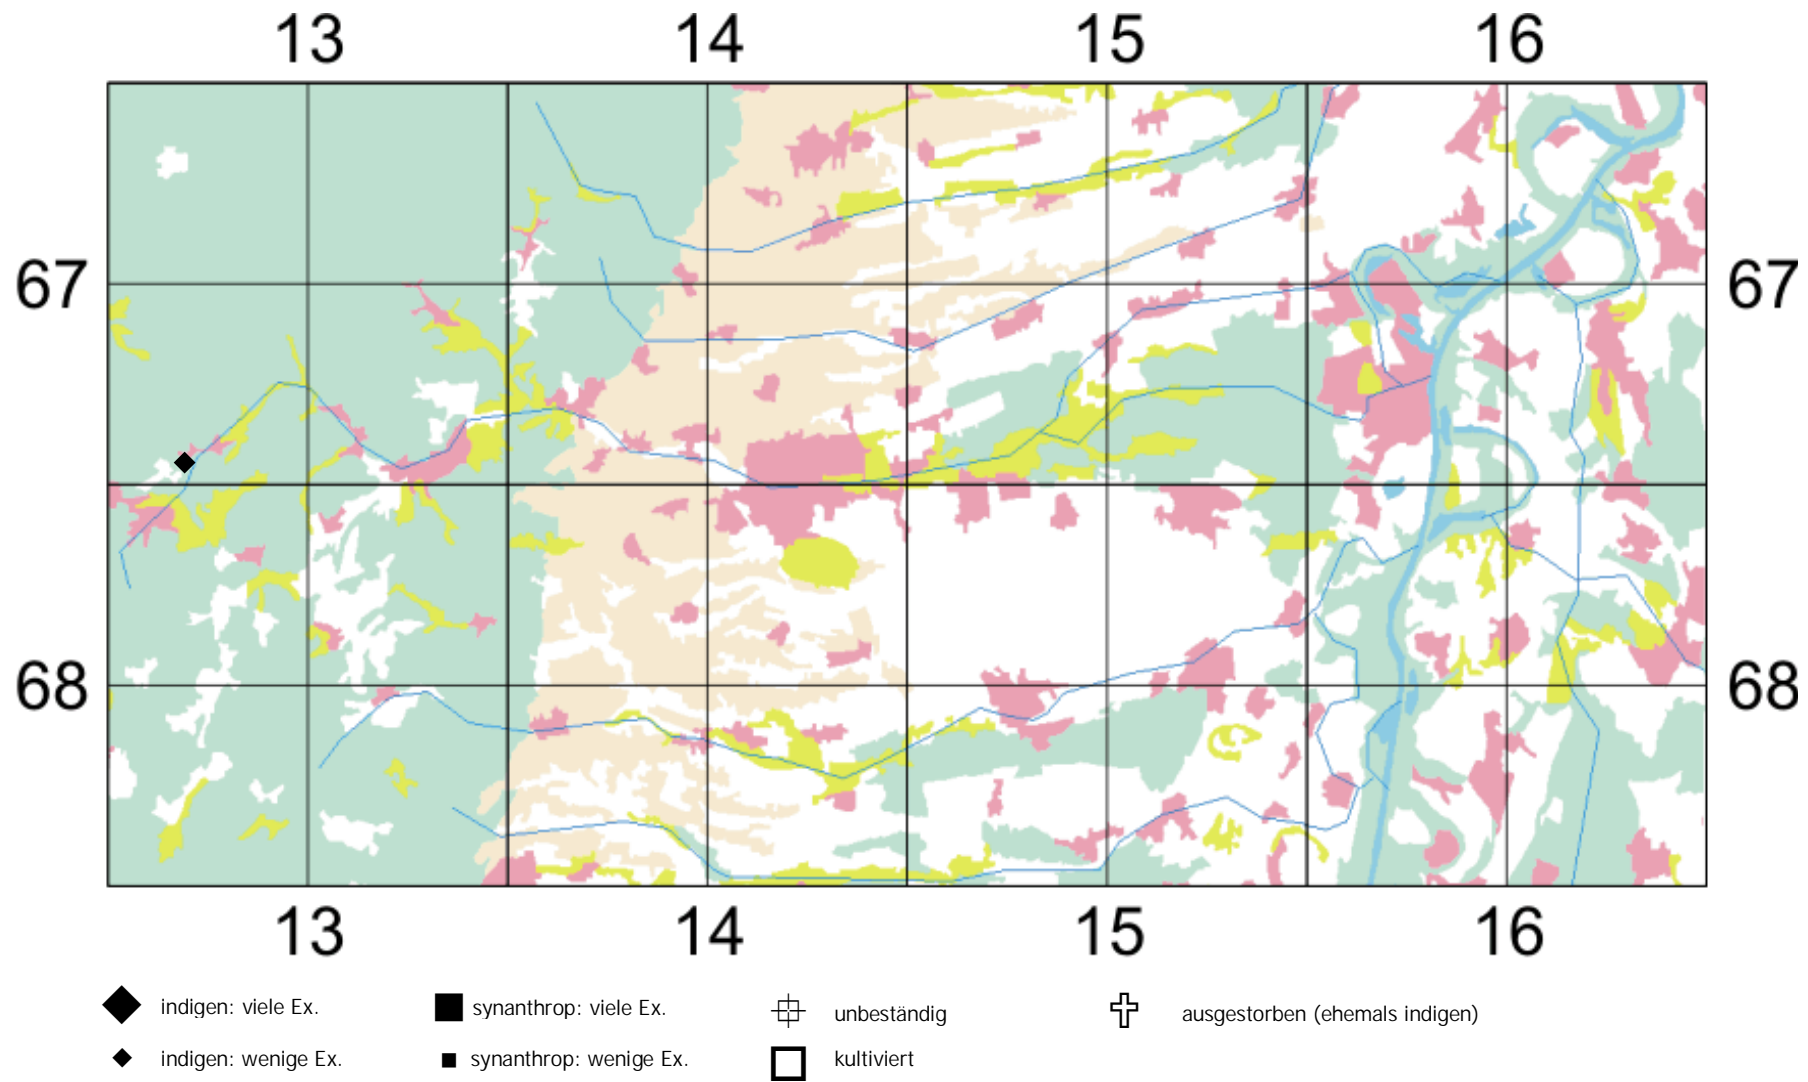 13 14 15 16
67 67
68 68
13 14 15 16
indigen: viele Ex. synanthrop: viele Ex. unbeständig ausgestorben (ehemals indigen)
indigen: wenige Ex. synanthrop: wenige Ex. kultiviert